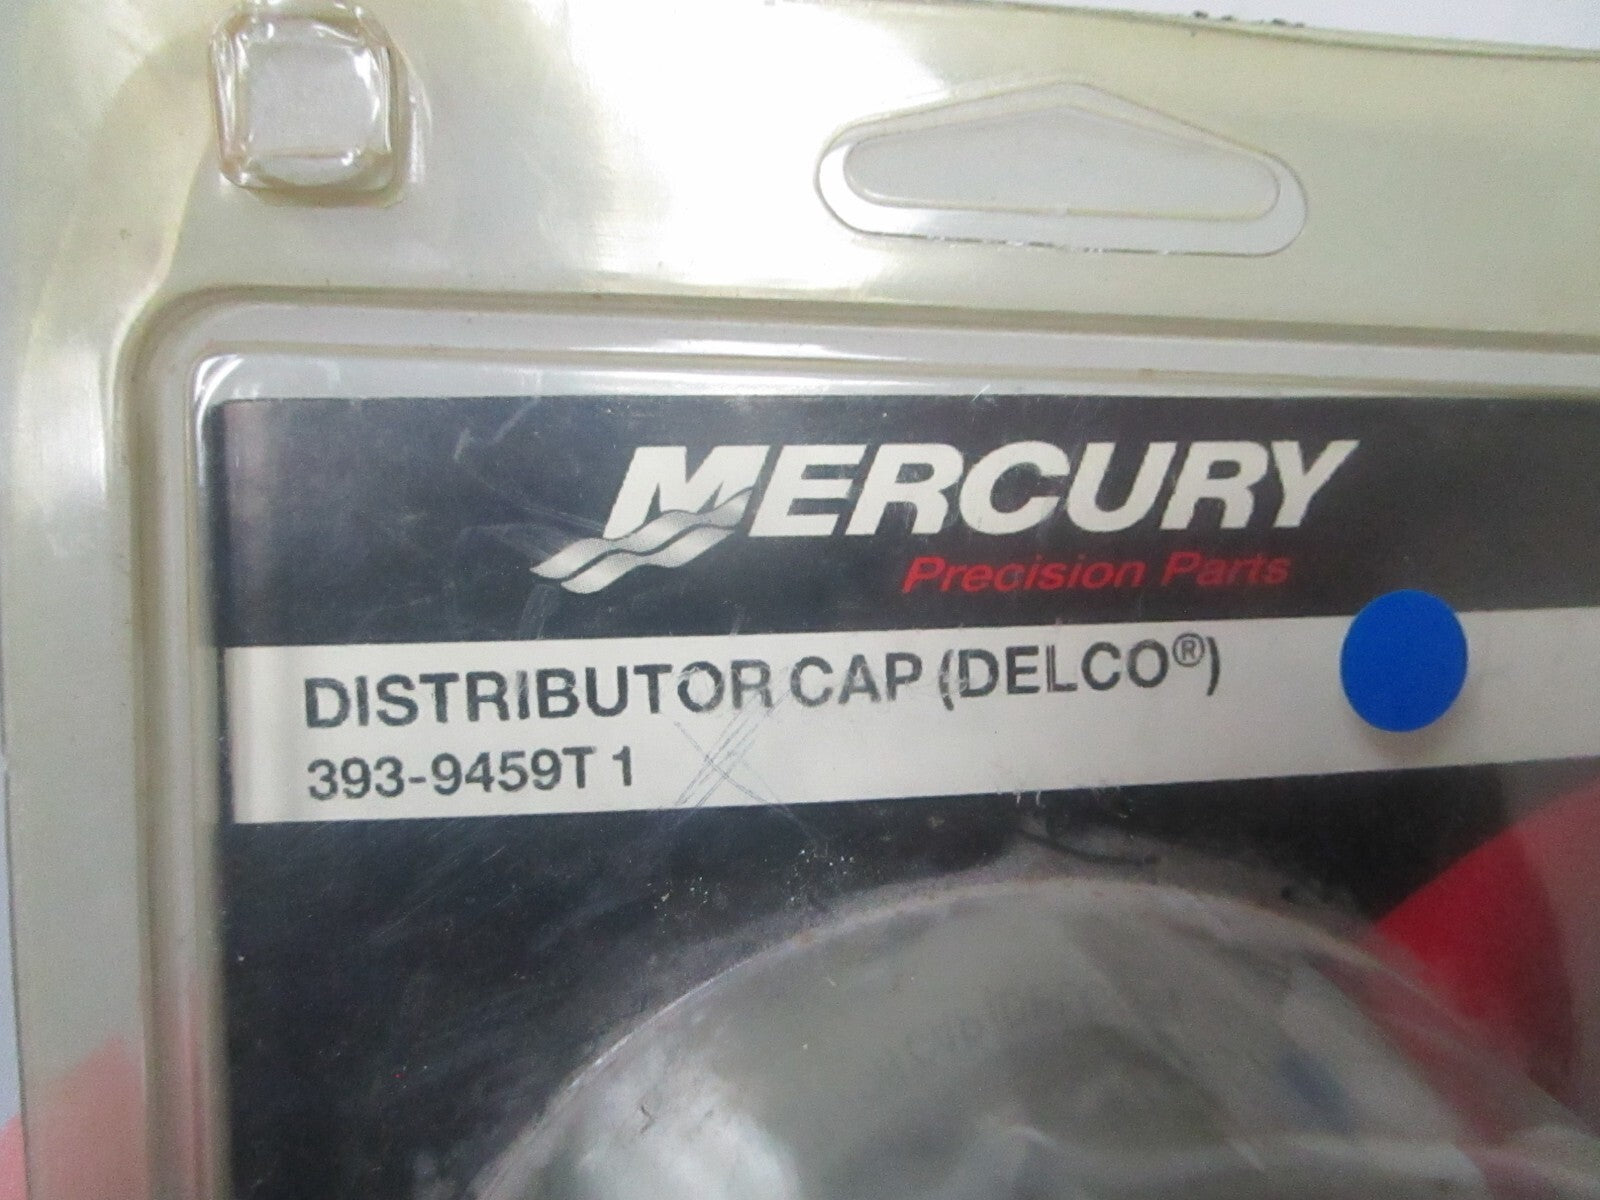 MERCURY
Precision Parts
DISTRIBUTOR CAP (DELCO®)
393-9459T 1